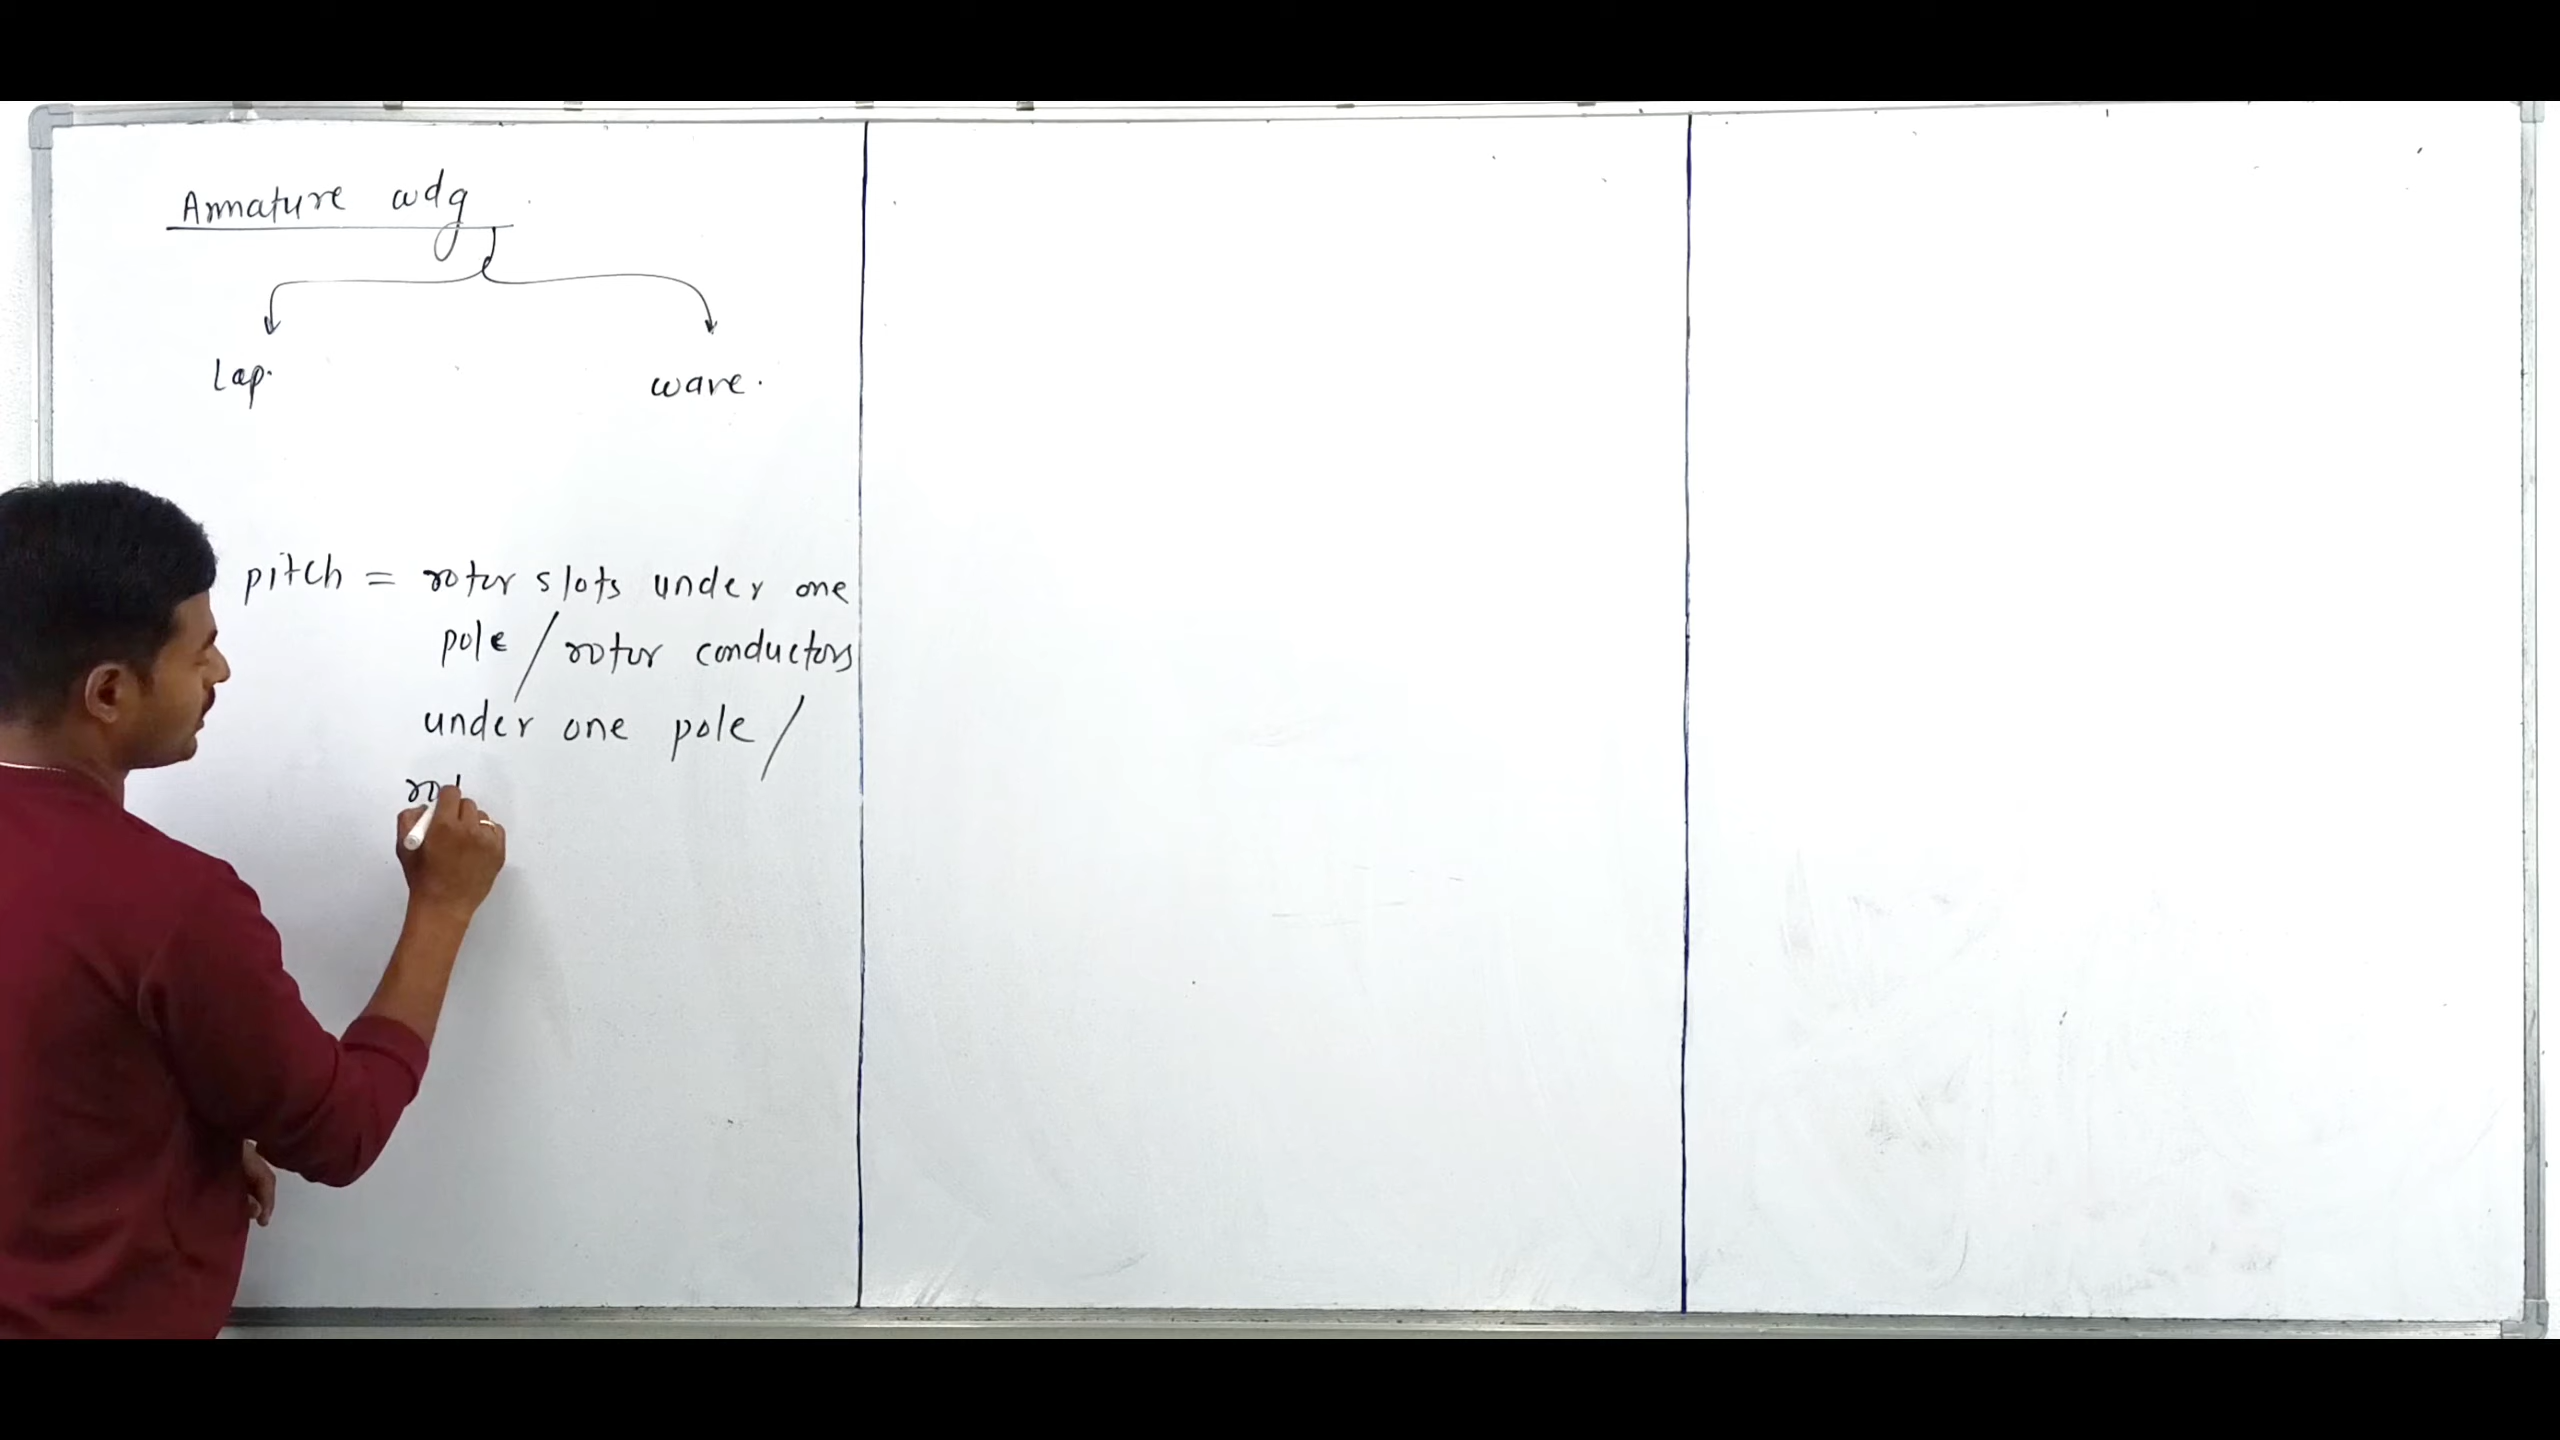 Armature wdg
Lap.
wave.
pitch = rotor slots under one
pole / rotor conductors
under one pole /